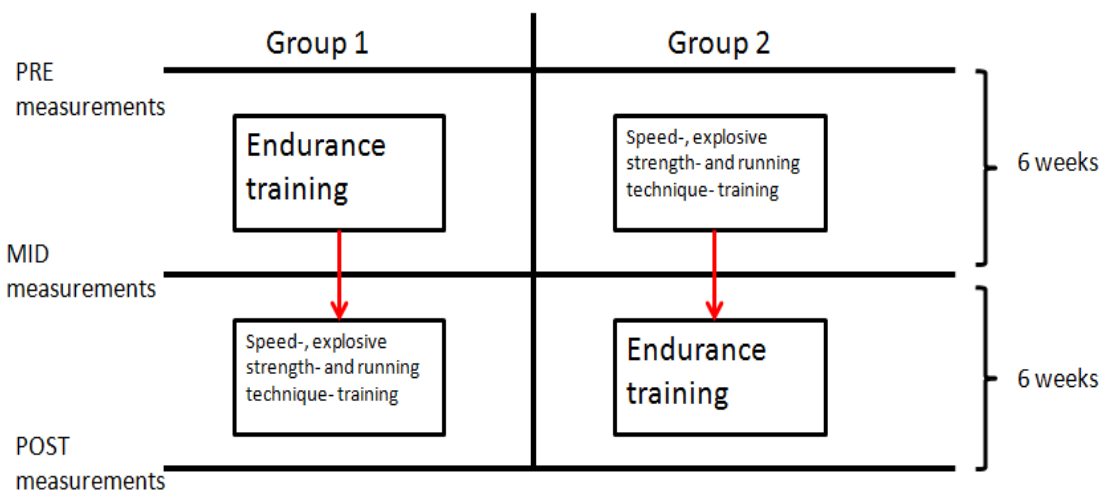 Group 1
Group 2
PRE
measurements
Endurance
training
Speed-, explosive
strength- and running
technique- training
6 weeks
MID
measurements
Speed-, explosive
strength- and running
technique- training
Endurance
training
6 weeks
POST
measurements